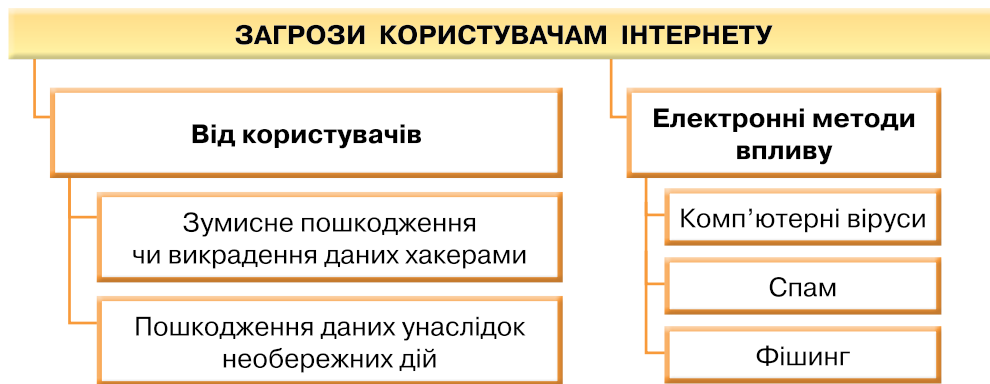 ЗАГРОЗИ КОРИСТУВАЧАМ ІНТЕРНЕТУ
Від користувачів
Зумисне пошкодження
чи викрадення даних хакерами
Пошкодження даних унаслідок
необережних дій
Електронні методи
впливу
Комп’ютерні віруси
Спам
Фішинг